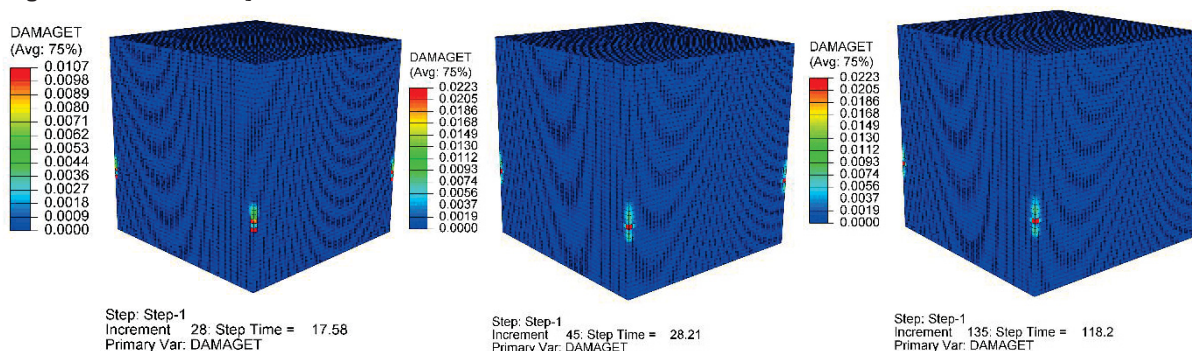 DAMAGET
(Avg: 75%)
0.0107
0.0098
0.0089
0.0080
0.0071
0.0062
0.0053
0.0044
0.0036
0.0027
0.0018
0.0009
0.0000
Step: Step-1
Increment 28: Step Time = 17.58
Primary Var: DAMAGET
DAMAGET
(Avg: 75%)
0.0223
0.0205
0.0186
0.0168
0.0149
0.0130
0.0112
0.0093
0.0074
0.0056
0.0037
0.0019
0.0000
Step: Step-1
Increment 45: Step Time = 28.21
Primary Var: DAMAGET
DAMAGET
(Avg: 75%)
0.0223
0.0205
0.0186
0.0168
0.0149
0.0130
0.0112
0.0093
0.0074
0.0056
0.0037
0.0019
0.0000
Step: Step-1
Increment 135: Step Time = 118.2
Primary Var: DAMAGET